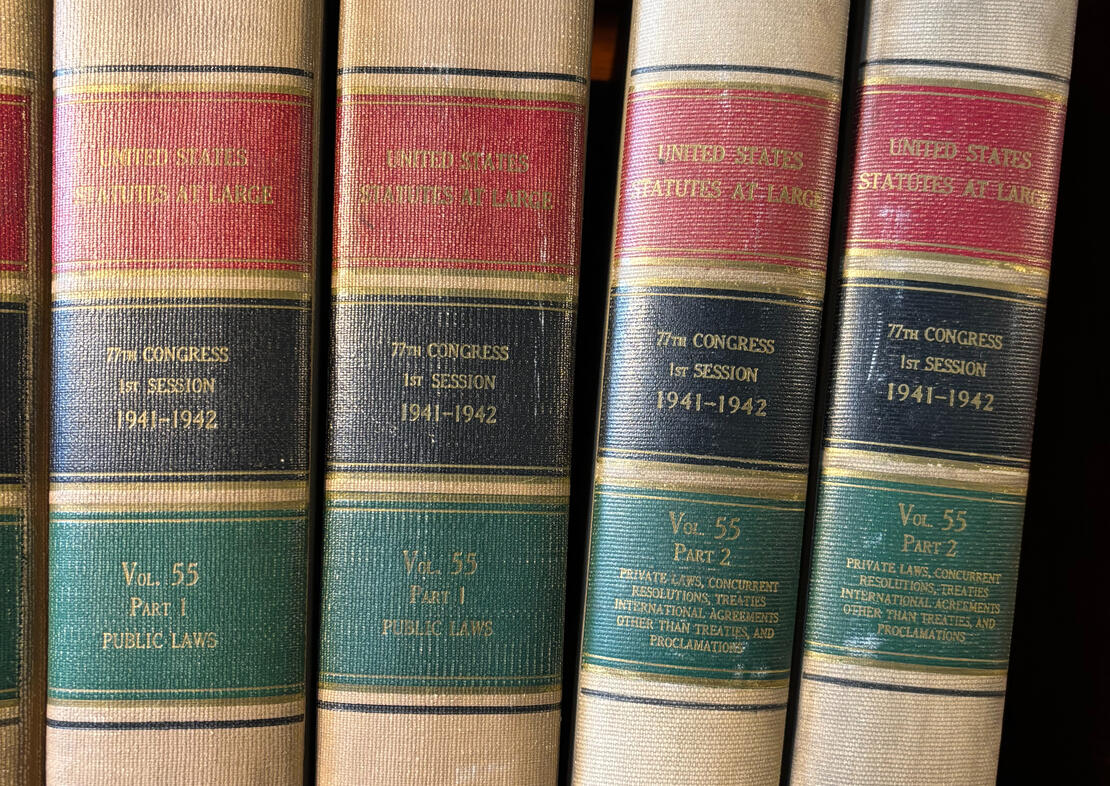 UNITED STATES
STATUTES AT LARGE
77TH CONGRESS
1ST SESSION
1941-1942
VOL. 55
PART 1
PUBLIC LAWS
UNITED STATES
STATUTES AT LARGE
77TH CONGRESS
1ST SESSION
1941-1942
VOL. 55
PART 1
PUBLIC LAWS
UNITED STATES
STATUTES AT LARGE
77TH CONGRESS
1ST SESSION
1941-1942
VOL. 55
PART 2
PRIVATE LAWS, CONCURRENT
RESOLUTIONS, TREATIES
INTERNATIONAL AGREEMENTS
OTHER THAN TREATIES, AND
PROCLAMATIONS
UNITED STATES
STATUTES AT LARGE
77TH CONGRESS
1ST SESSION
1941-1942
VOL. 55
PART 2
PRIVATE LAWS, CONCURRENT
RESOLUTIONS, TREATIES
INTERNATIONAL AGREEMENTS
OTHER THAN TREATIES, AND
PROCLAMATIONS